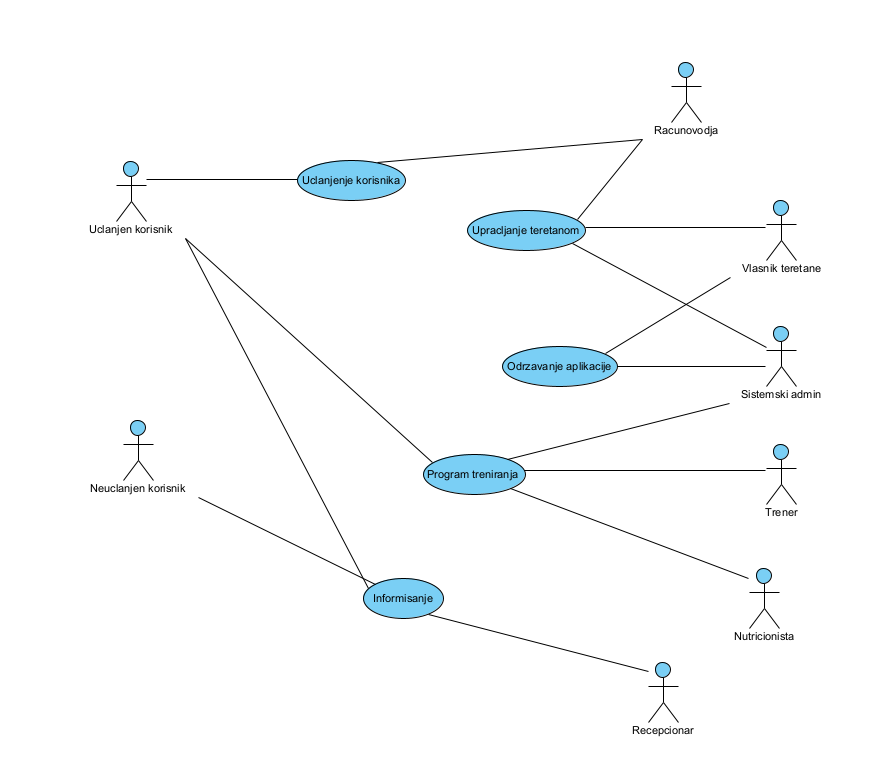 Racunovodja
Uclanjenje korisnika
Uclanjen korisnik
Upracljanje teretanom
Vlasnik teretane
Odrzavanje aplikacije
Sistemski admin
Neuclanjen korisnik
Program treniranja
Trener
Informisanje
Nutricionista
Recepcionar